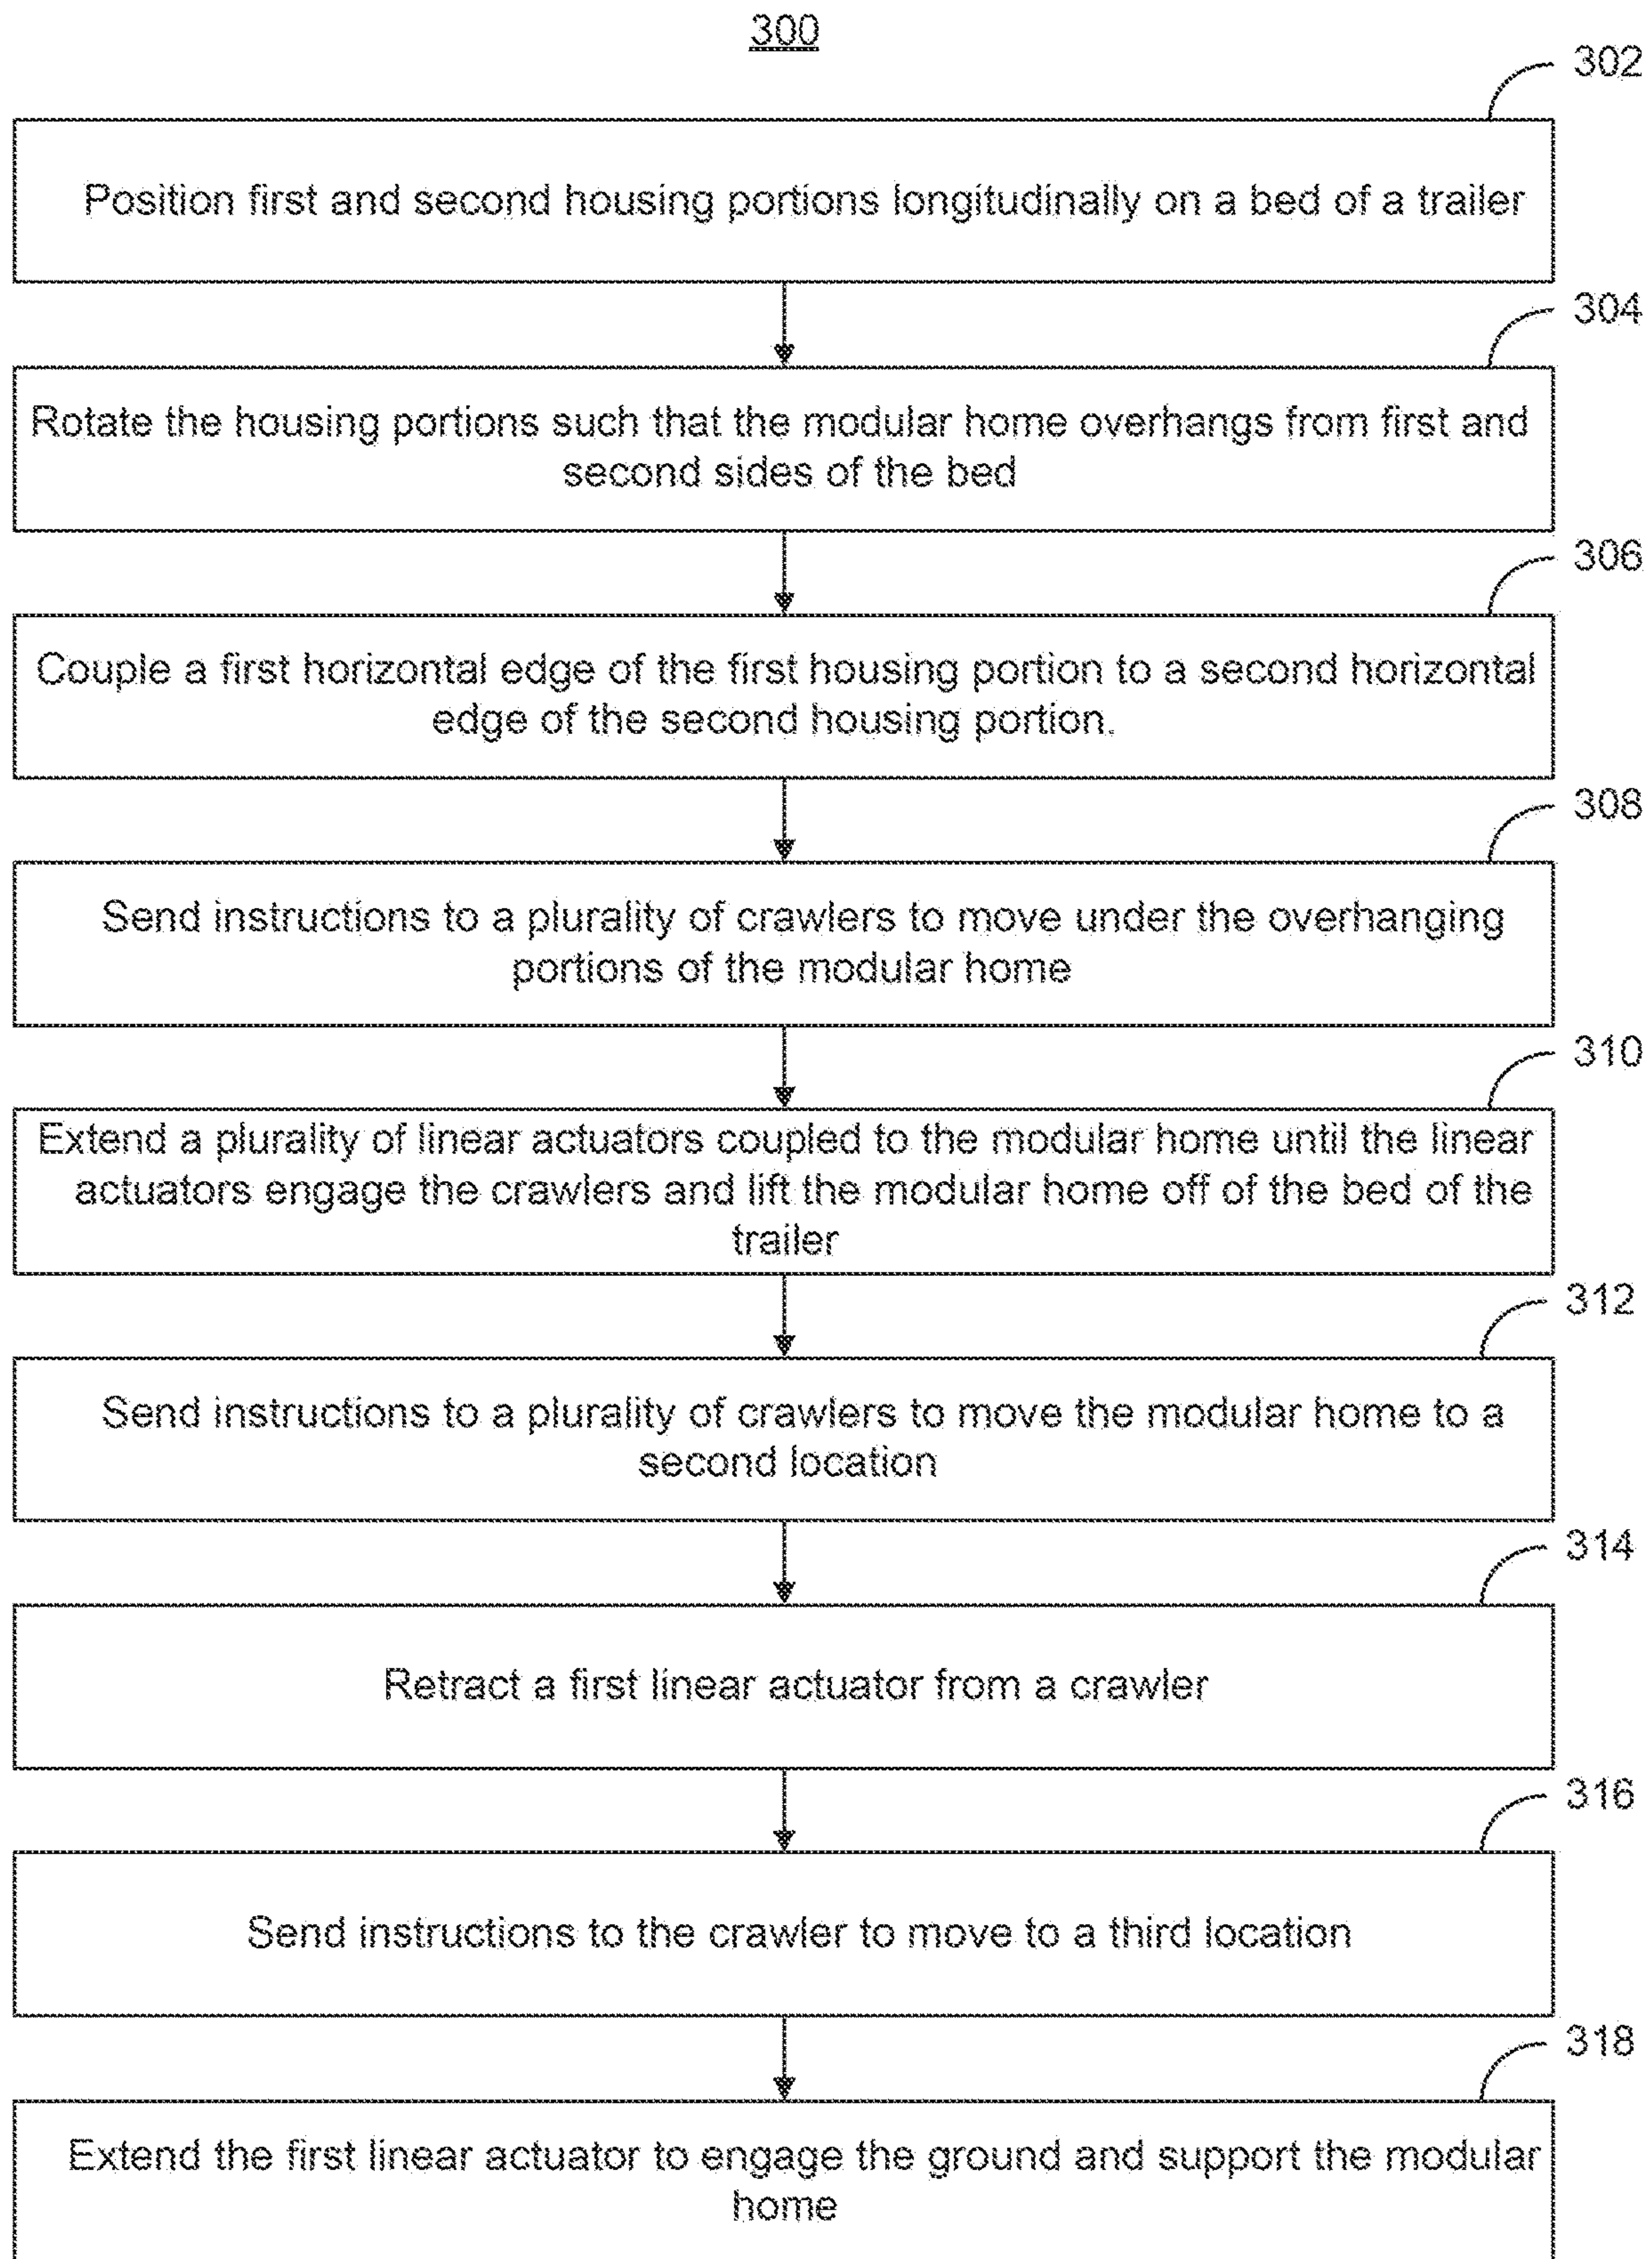 300
302
Position first and second housing portions longitudinally on a bed of a trailer
304
Rotate the housing portions such that the modular home overhangs from first and
second sides of the bed
306
Couple a first horizontal edge of the first housing portion to a second horizontal
edge of the second housing portion.
308
Send instructions to a plurality of crawlers to move under the overhanging
portions of the modular home
310
Extend a plurality of linear actuators coupled to the modular home until the linear
actuators engage the crawlers and lift the modular home off of the bed of the
trailer
312
Send instructions to a plurality of crawlers to move the modular home to a
second location
314
Retract a first linear actuator from a crawler
316
Send instructions to the crawler to move to a third location
318
Extend the first linear actuator to engage the ground and support the modular
home